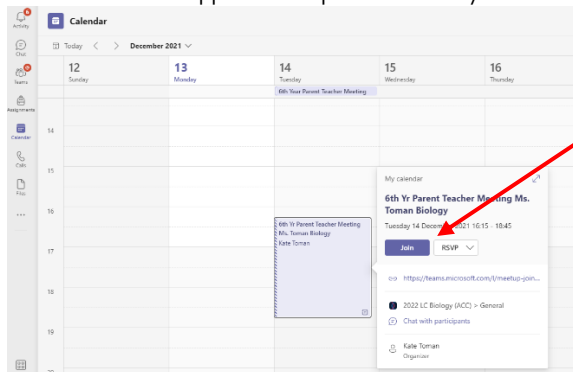 Calendar
Activity
Chat
Teams
Assignments
Calendar
Calls
Files
Today
December 2021
12
Sunday
13
Monday
14
Tuesday
15
Wednesday
16
Thursday
6th Year Parent Teacher Meeting
14
15
16
17
18
19
6th Yr Parent Teacher Meeting
Ms. Toman Biology
Kate Toman
My calendar
6th Yr Parent Teacher Meeting Ms.
Toman Biology
Tuesday 14 December 2021 16:15 - 18:45
Join
RSVP
https://teams.microsoft.com/l/meetup-join...
2022 LC Biology (ACC) > General
Chat with participants
Kate Toman
Organiser